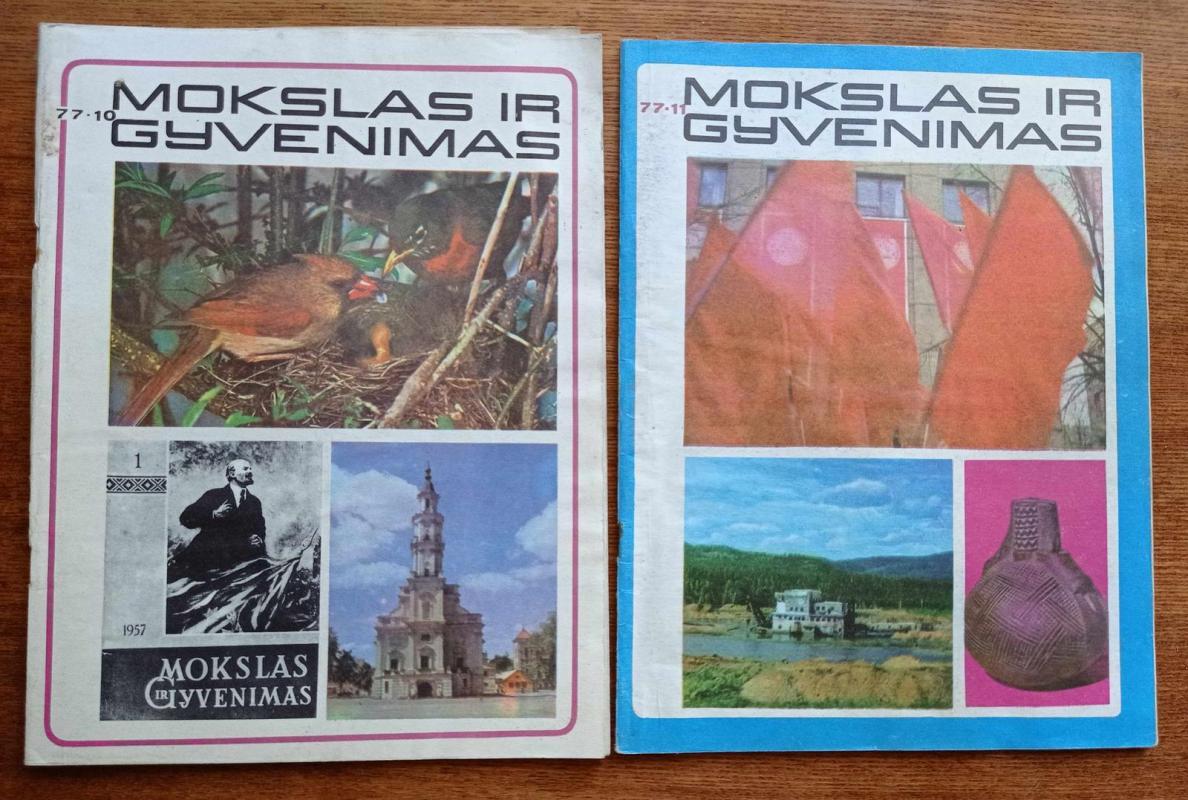 77·10
MOKSLAS IR
GYVENIMAS
1
1957
MOKSLAS
IR GYVENIMAS
77·11
MOKSLAS IR
GYVENIMAS